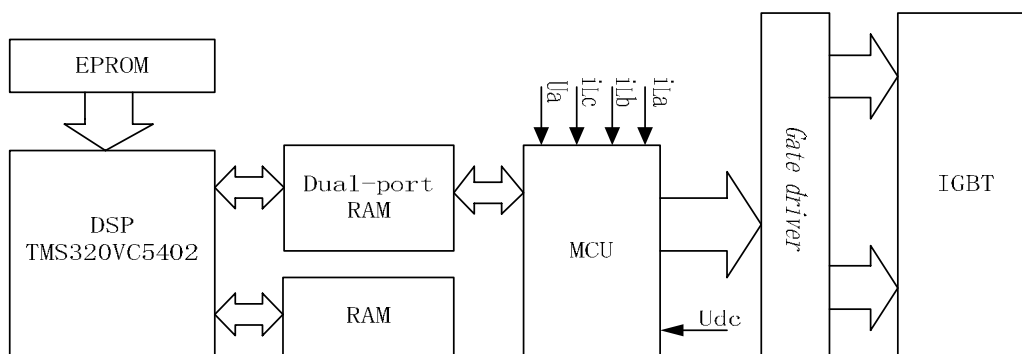 EPROM
DSP
TMS320VC5402
Dual-port
RAM
RAM
Ua
iLc
iLb
iLa
MCU
Udc
Gate driver
IGBT